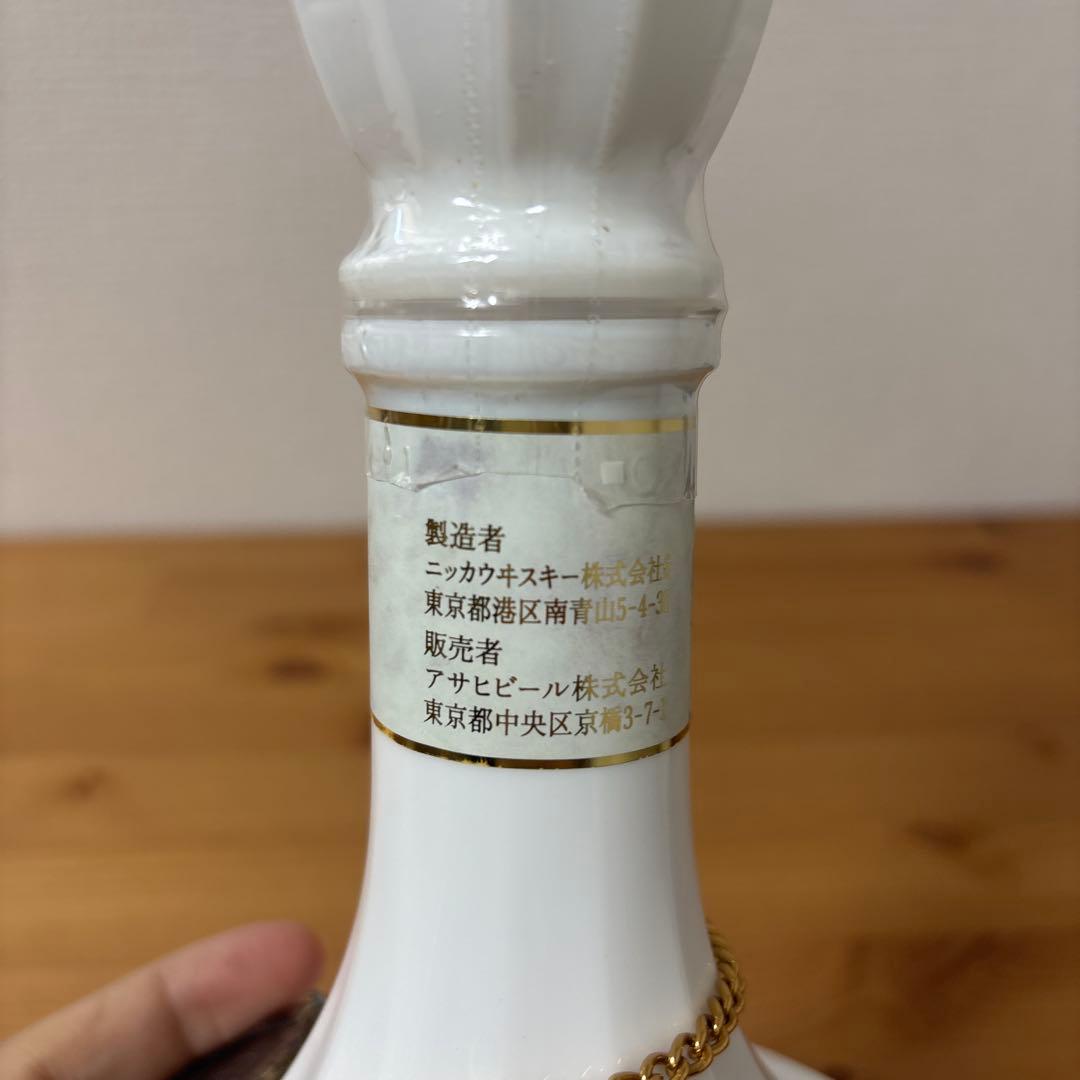 製造者
ニッカウヰスキー株式会社
東京都港区南青山5-4-3
販売者
アサヒビール株式会社
東京都中央区京橋3-7-